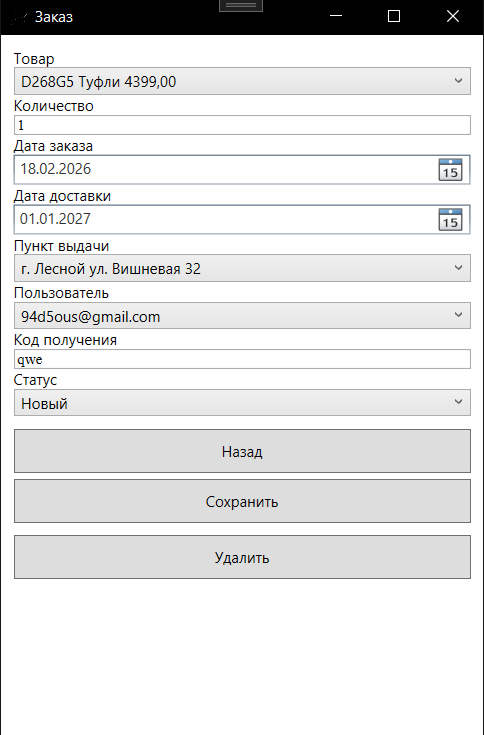 Заказ
Товар
D268G5 Туфли 4399,00
Количество
1
Дата заказа
18.02.2026
15
Дата доставки
01.01.2027
15
Пункт выдачи
г. Лесной ул. Вишневая 32
Пользователь
94d5ous@gmail.com
Код получения
qwe
Статус
Новый
Назад
Сохранить
Удалить